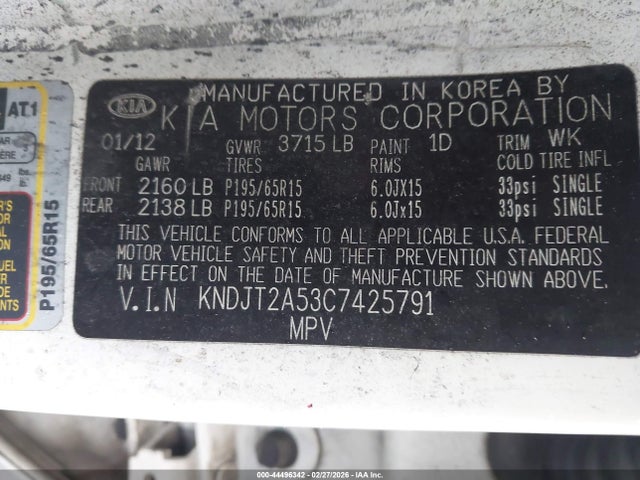 MANUFACTURED IN KOREA BY
KIA KIA MOTORS CORPORATION
01/12 GVWR 3715 LB PAINT 1D TRIM WK
GAWR TIRES RIMS COLD TIRE INFL
FRONT 2160 LB P195/65R15 6.0JX15 33psi SINGLE
REAR 2138 LB P195/65R15 6.0Jx15 33psi SINGLE
THIS VEHICLE CONFORMS TO ALL APPLICABLE U.S.A. FEDERAL
MOTOR VEHICLE SAFETY AND THEFT PREVENTION STANDARDS
IN EFFECT ON THE DATE OF MANUFACTURE SHOWN ABOVE.
V.I.N KNDJT2A53C7425791
MPV
AT.1
P195/65R15
000-44496342 - 02/27/2026 - COPYRIGHT IAA